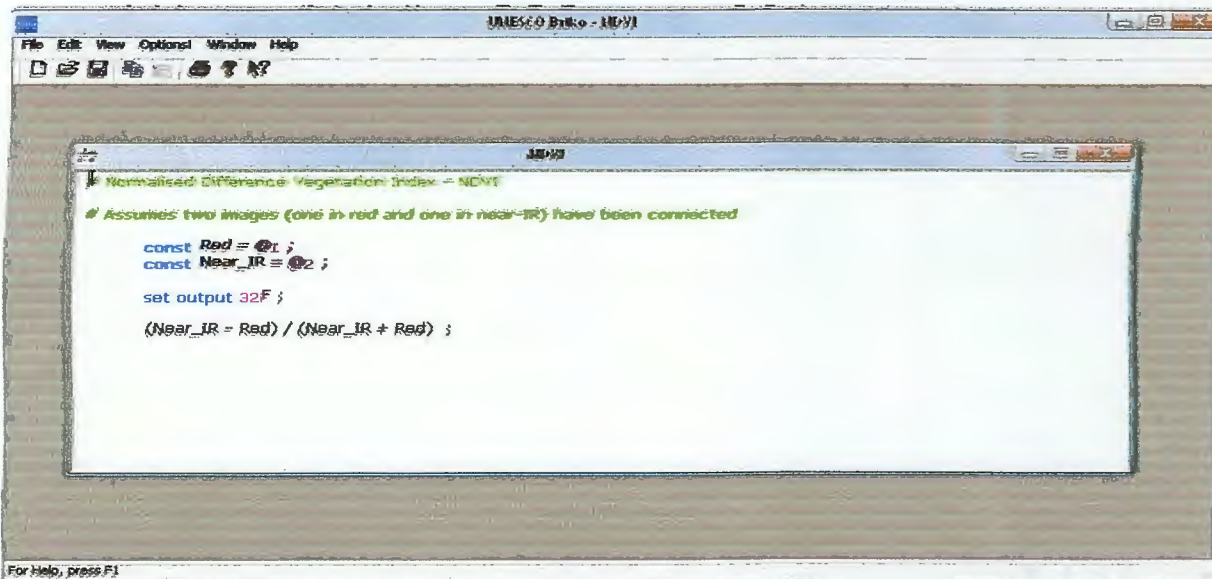 UNESCO Bilko - NDVI
File Edit View Options! Window Help
NDVI
# Normalised Difference Vegetation Index - NDVI
# Assumes two images (one in red and one in near-IR) have been connected
const Red = @1 ;
const Near_IR = @2 ;
set output 32F ;
(Near_IR - Red) / (Near_IR + Red) ;
For Help, press F1